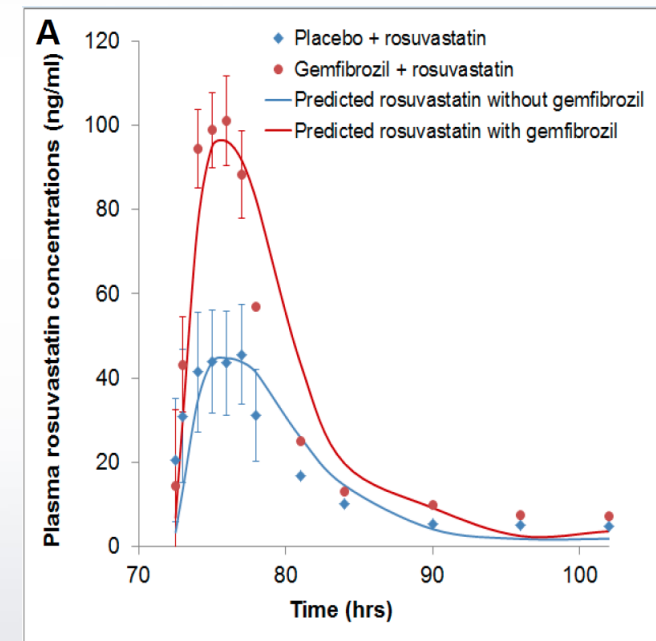 A
Placebo + rosuvastatin
Gemfibrozil + rosuvastatin
Predicted rosuvastatin without gemfibrozil
Predicted rosuvastatin with gemfibrozil
Plasma rosuvastatin concentrations (ng/ml)
120
100
80
60
40
20
0
70
80
90
100
Time (hrs)